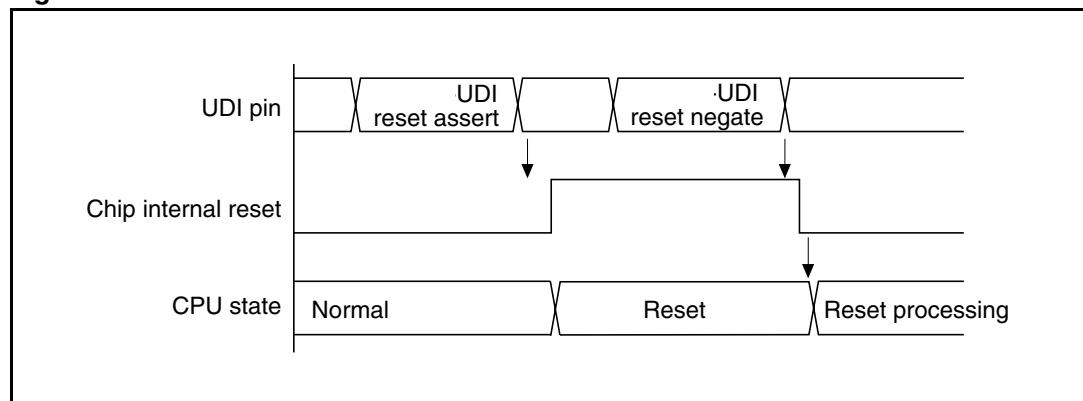 UDI pin
UDI
reset assert
UDI
reset negate
Chip internal reset
CPU state
Normal
Reset
Reset processing